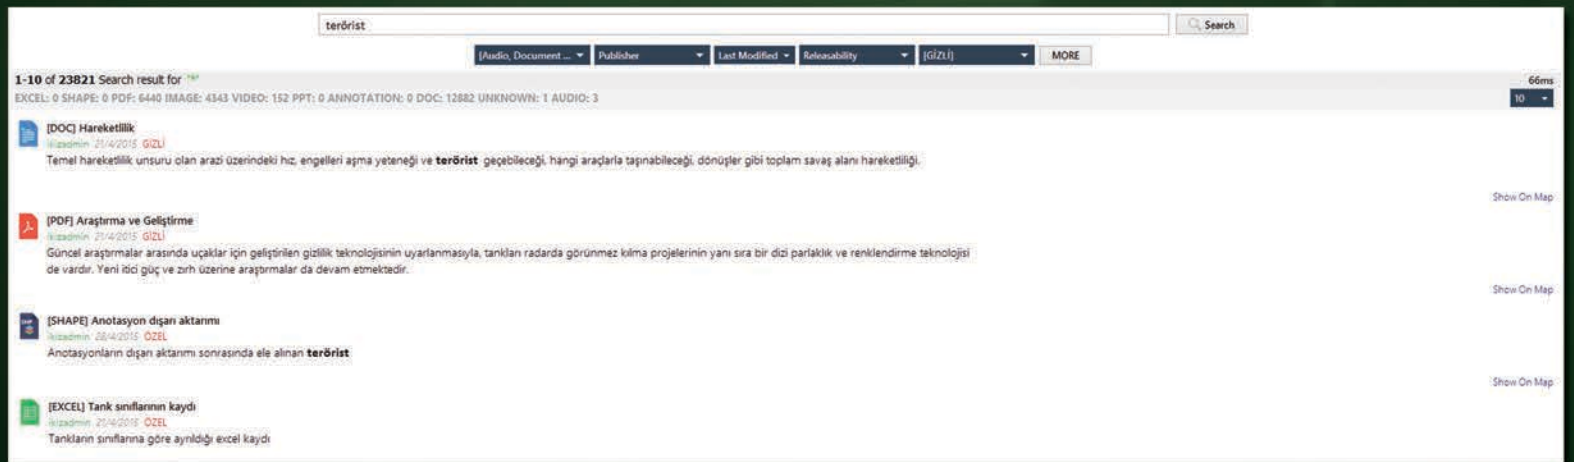 terörist
Search
[Audio, Document ... Publisher Last Modified Releasability [GİZLİ] MORE
1-10 of 23821 Search result for "*"
66ms
EXCEL: 0 SHAPE: 0 PDF: 6440 IMAGE: 4343 VIDEO: 152 PPT: 0 ANNOTATION: 0 DOC: 12882 UNKNOWN: 1 AUDIO: 3
10
[DOC] Hareketlilik
ikizadmin 21/4/2015 GİZLİ
Temel hareketlilik unsuru olan arazi üzerindeki hız, engelleri aşma yeteneği ve terörist geçebileceği, hangi araçlarla taşınabileceği, dönüşler gibi toplam savaş alanı hareketliliği.
Show On Map
[PDF] Araştırma ve Geliştirme
ikizadmin 21/4/2015 GİZLİ
Güncel araştırmalar arasında uçaklar için geliştirilen gizlilik teknolojisinin uyarlanmasıyla, tankları radarda görünmez kılma projelerinin yanı sıra bir dizi parlaklık ve renklendirme teknolojisi
de vardır. Yeni itici güç ve zırh üzerine araştırmalar da devam etmektedir.
Show On Map
SHAP
[SHAPE] Anotasyon dışarı aktarımı
ikizadmin 28/4/2015 ÖZEL
Anotasyonların dışarı aktarımı sonrasında ele alınan terörist
Show On Map
[EXCEL] Tank sınıflarının kaydı
ikizadmin 21/4/2015 ÖZEL
Tankların sınıflarına göre ayrıldığı excel kaydı